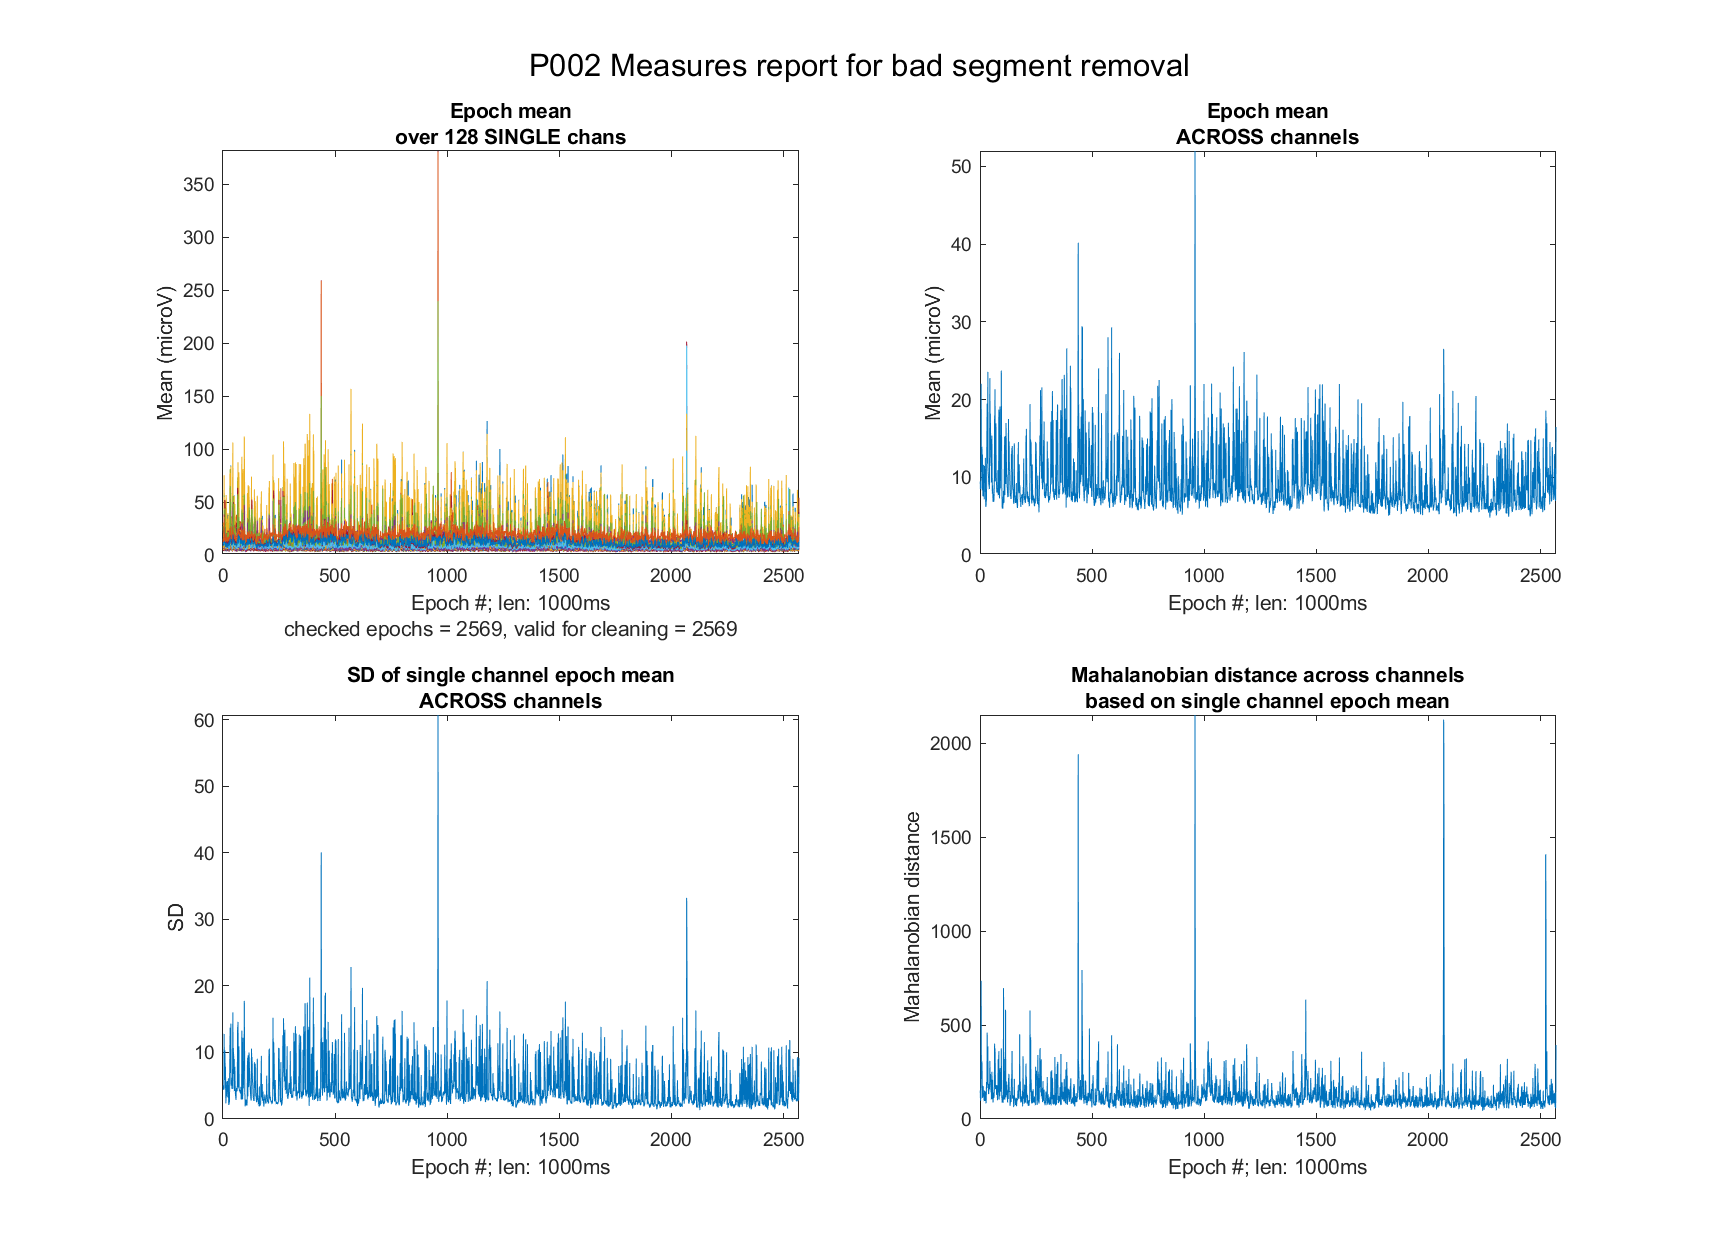 P002 Measures report for bad segment removal
Epoch mean
over 128 SINGLE chans
350
300
250
200
150
100
50
0
Mean (microV)
0 500 1000 1500 2000 2500
Epoch #; len: 1000ms
checked epochs = 2569, valid for cleaning = 2569
Epoch mean
ACROSS channels
50
40
30
20
10
0
Mean (microV)
0 500 1000 1500 2000 2500
Epoch #; len: 1000ms
SD of single channel epoch mean
ACROSS channels
60
50
40
30
20
10
0
SD
0 500 1000 1500 2000 2500
Epoch #; len: 1000ms
Mahalanobian distance across channels
based on single channel epoch mean
2000
1500
1000
500
0
Mahalanobian distance
0 500 1000 1500 2000 2500
Epoch #; len: 1000ms